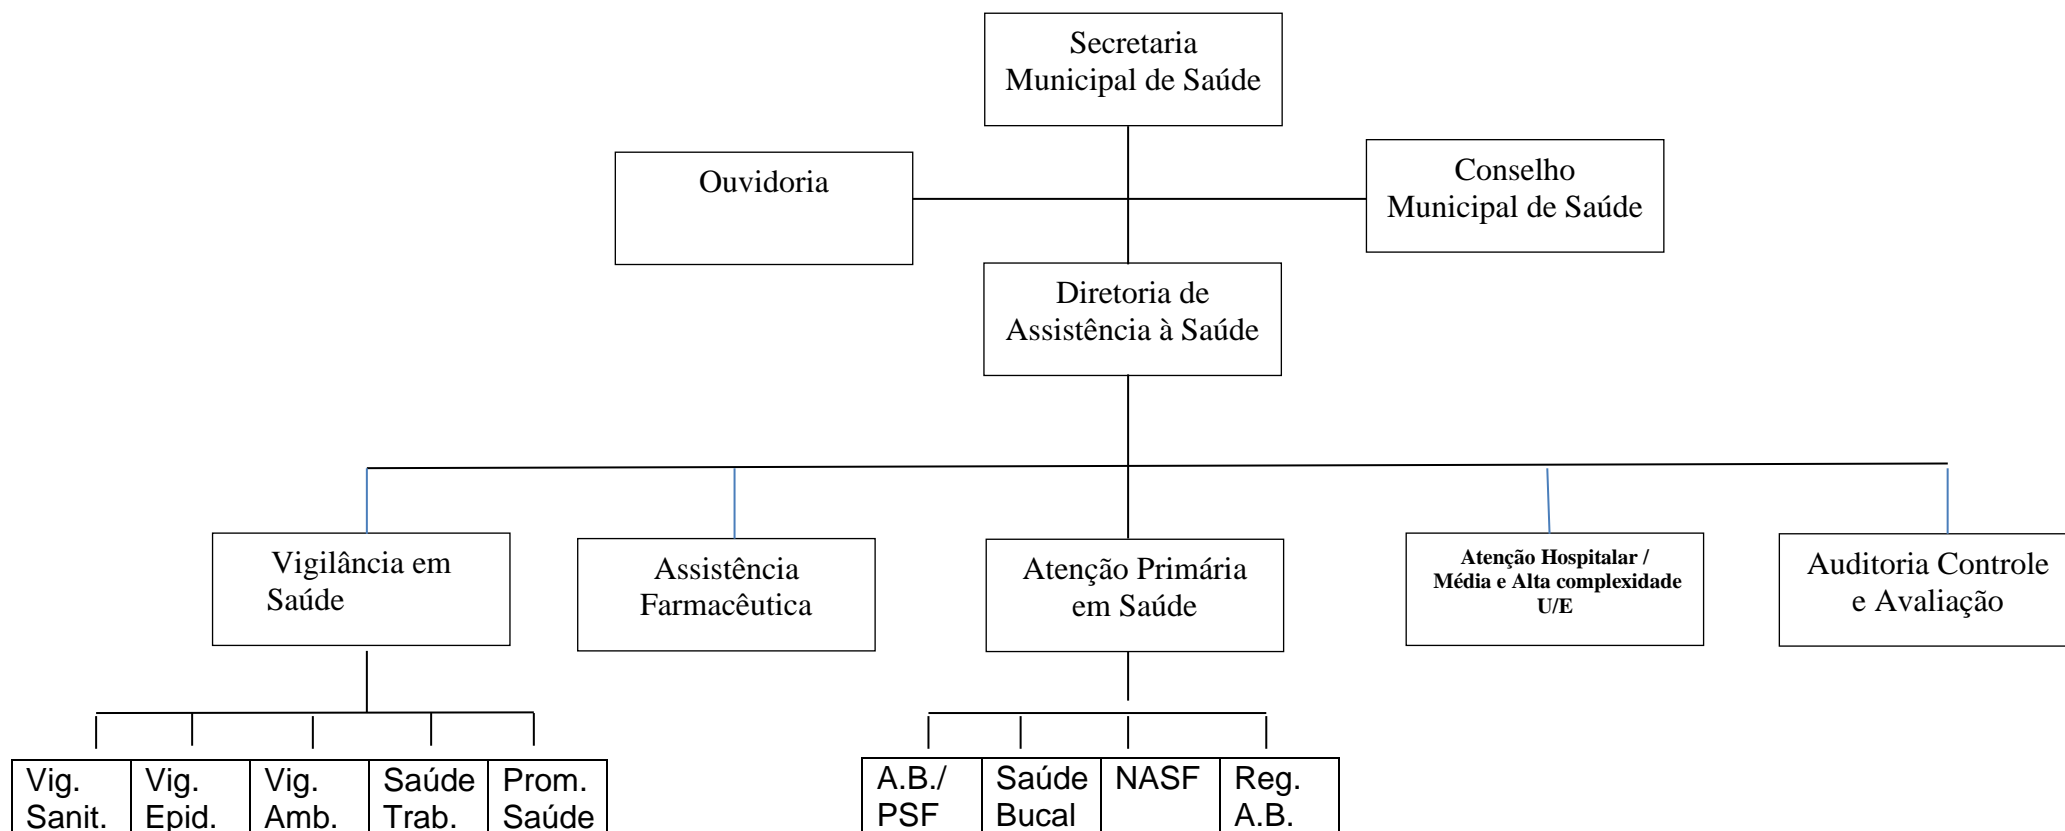 Secretaria
Municipal de Saúde
Ouvidoria
Conselho
Municipal de Saúde
Diretoria de
Assistência à Saúde
Vigilância em
Saúde
Assistência
Farmacêutica
Atenção Primária
em Saúde
Atenção Hospitalar /
Média e Alta complexidade
U/E
Auditoria Controle
e Avaliação
Vig.
Sanit.
Vig.
Epid.
Vig.
Amb.
Saúde
Trab.
Prom.
Saúde
A.B./
PSF
Saúde
Bucal
NASF
Reg.
A.B.